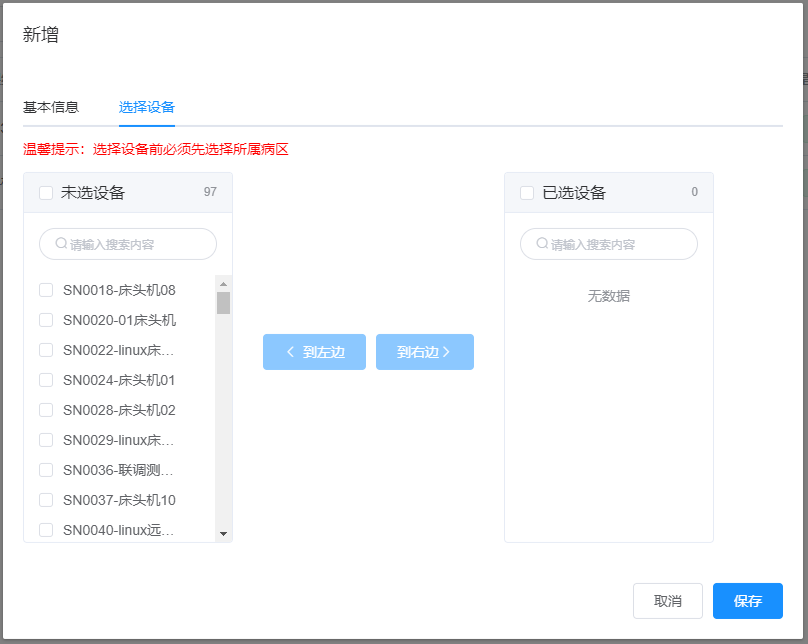 新增
基本信息 选择设备
温馨提示：选择设备前必须先选择所属病区
未选设备 97
请输入搜索内容
SN0018-床头机08
SN0020-01床头机
SN0022-linux床...
SN0024-床头机01
SN0028-床头机02
SN0029-linux床...
SN0036-联调测...
SN0037-床头机10
SN0040-linux远...
到左边 到右边
已选设备 0
请输入搜索内容
无数据
取消 保存